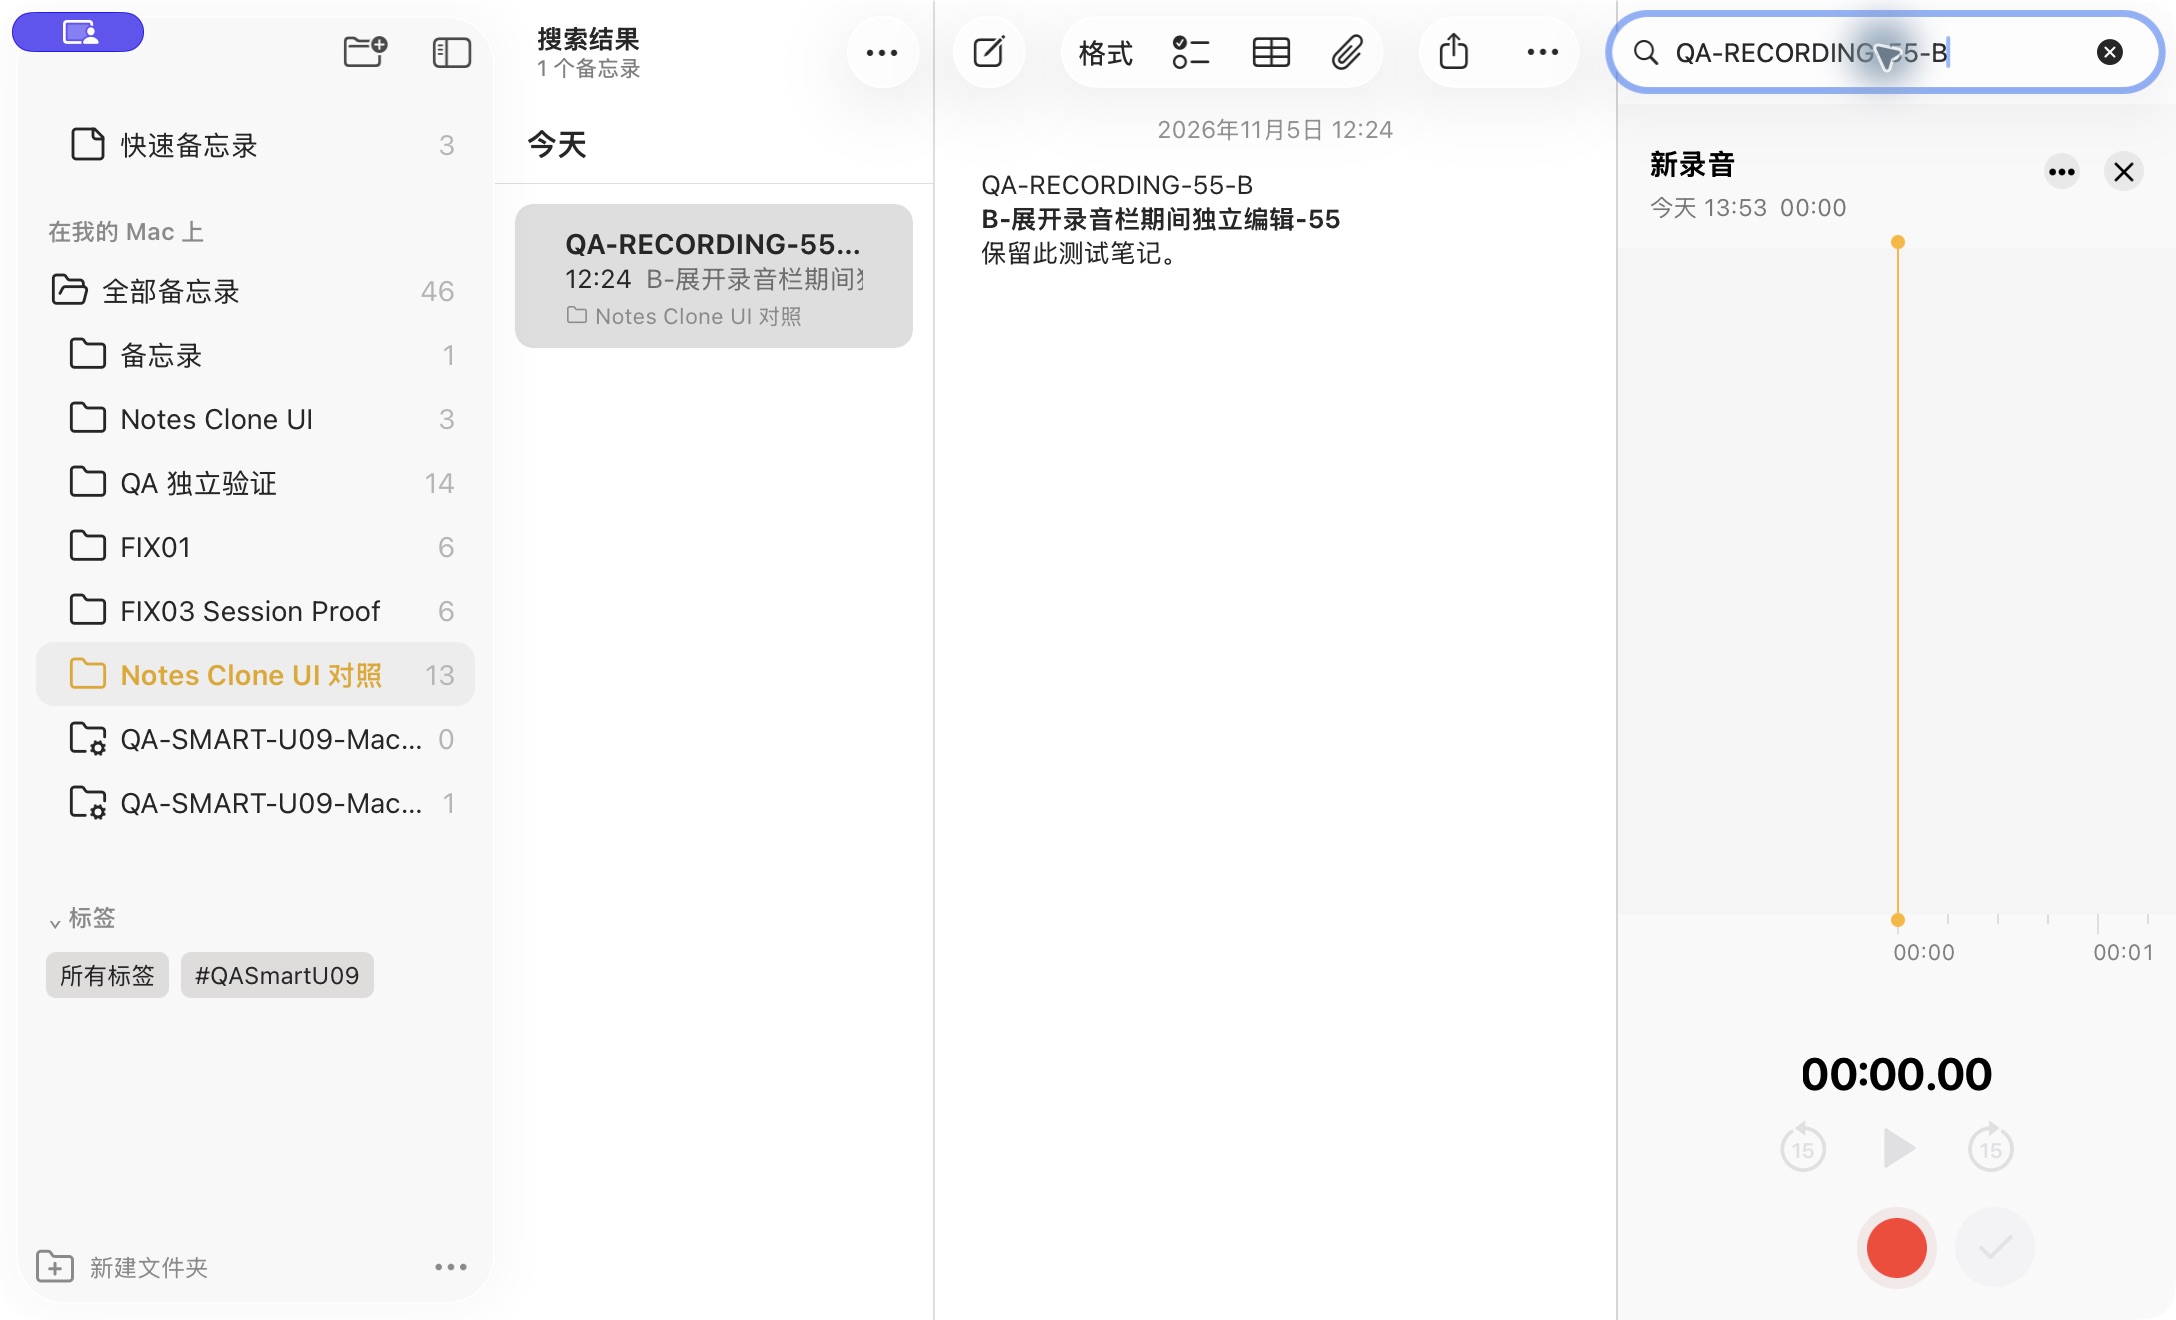 快速备忘录 3
在我的 Mac 上
全部备忘录 46
备忘录 1
Notes Clone UI 3
QA 独立验证 14
FIX01 6
FIX03 Session Proof 6
Notes Clone UI 对照 13
QA-SMART-U09-Mac... 0
QA-SMART-U09-Mac... 1
标签
所有标签 #QASmartU09
新建文件夹
搜索结果
1 个备忘录
今天
QA-RECORDING-55...
12:24 B-展开录音栏期间
Notes Clone UI 对照
格式
2026年11月5日 12:24
QA-RECORDING-55-B
B-展开录音栏期间独立编辑-55
保留此测试笔记。
QA-RECORDING-55-B
新录音
今天 13:53 00:00
00:00 00:01
00:00.00
15 15